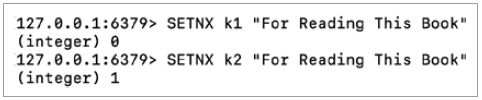 127.0.0.1:6379> SETNX k1 "For Reading This Book"
(integer) 0
127.0.0.1:6379> SETNX k2 "For Reading This Book"
(integer) 1